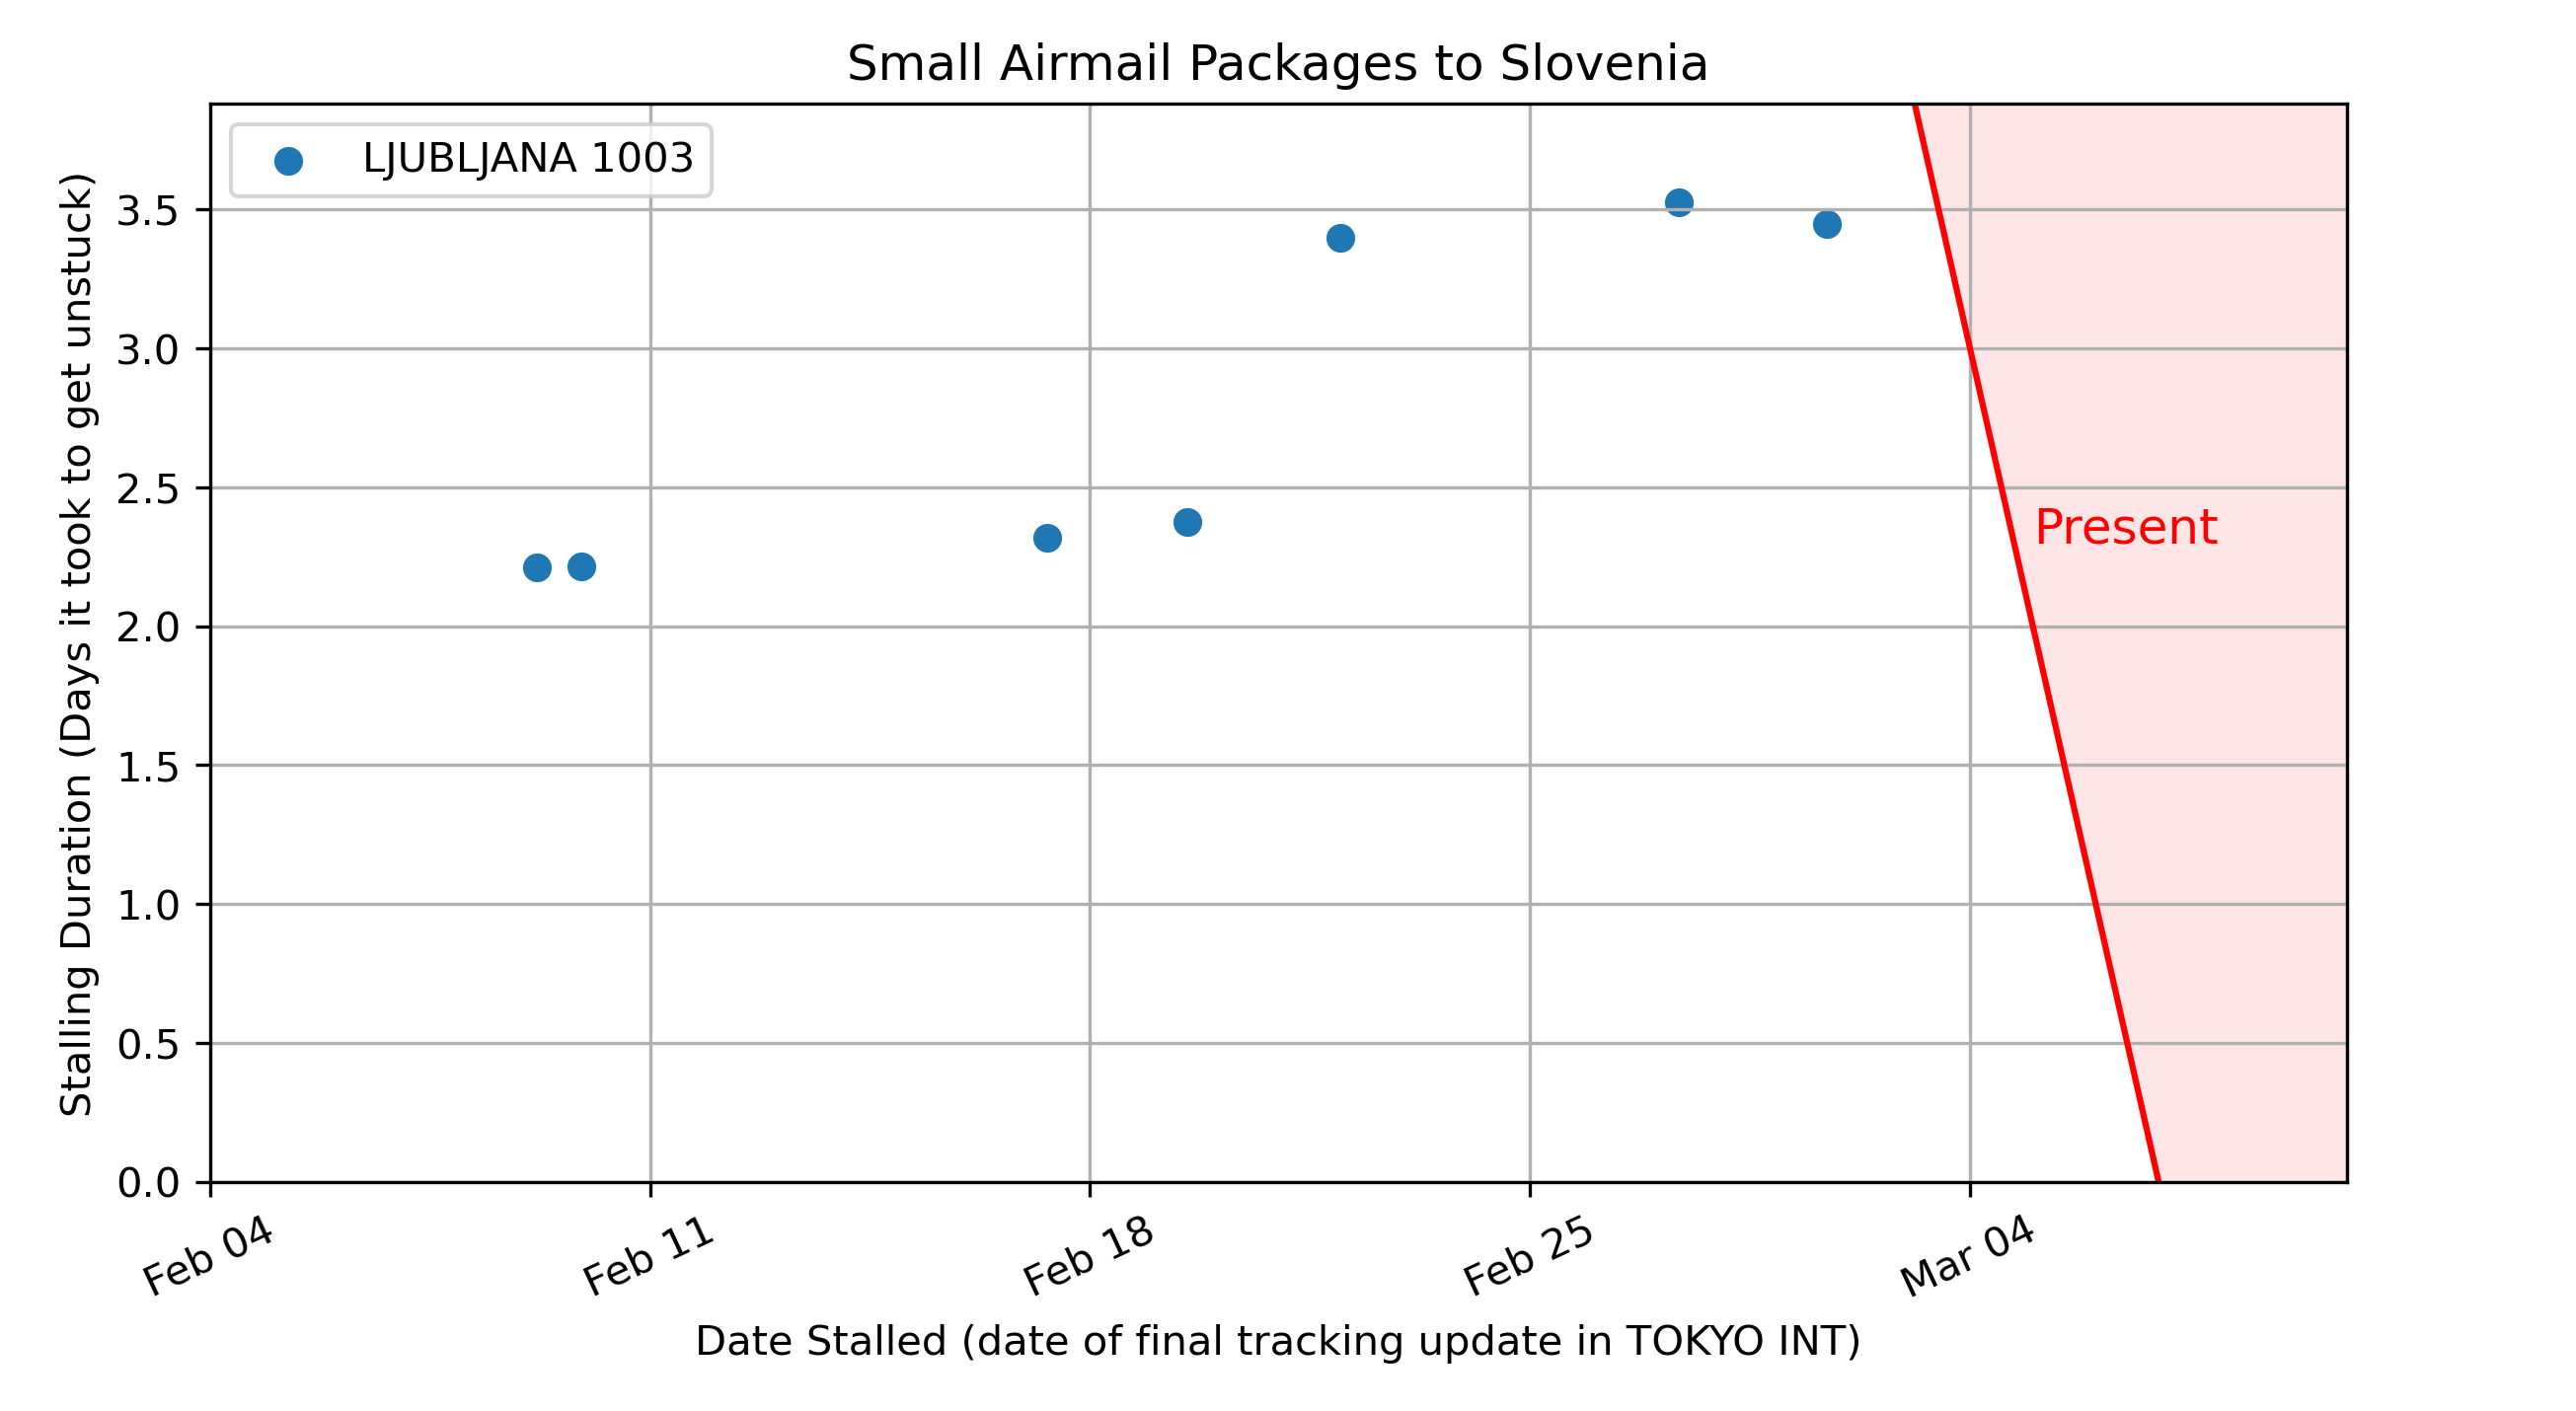 Small Airmail Packages to Slovenia
LJUBLJANA 1003
Stalling Duration (Days it took to get unstuck)
3.5
3.0
2.5
2.0
1.5
1.0
0.5
0.0
Present
Feb 04
Feb 11
Feb 18
Feb 25
Mar 04
Date Stalled (date of final tracking update in TOKYO INT)